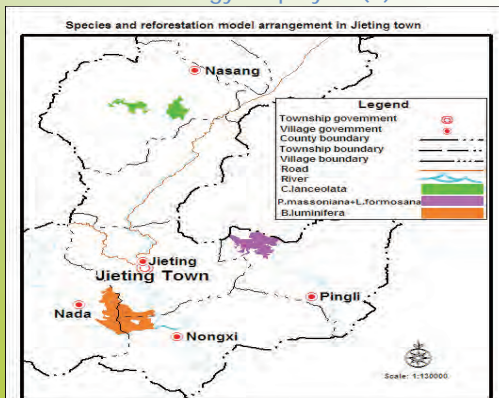 Species and reforestation model arrangement in Jieting town
Nasang
Legend
Township government
Village government
County boundary
Township boundary
Village boundary
Road
River
C.lanceolata
P.massoniana+L.formosana
B.luminifera
Jieting
Jieting Town
Nada
Pingli
Nongxi
Scale: 1:130000